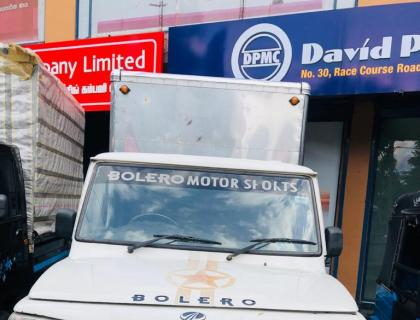 pany Limited
DPMC
David P
No. 30, Race Course Road
BOLERO MOTOR SPORTS
BOLERO